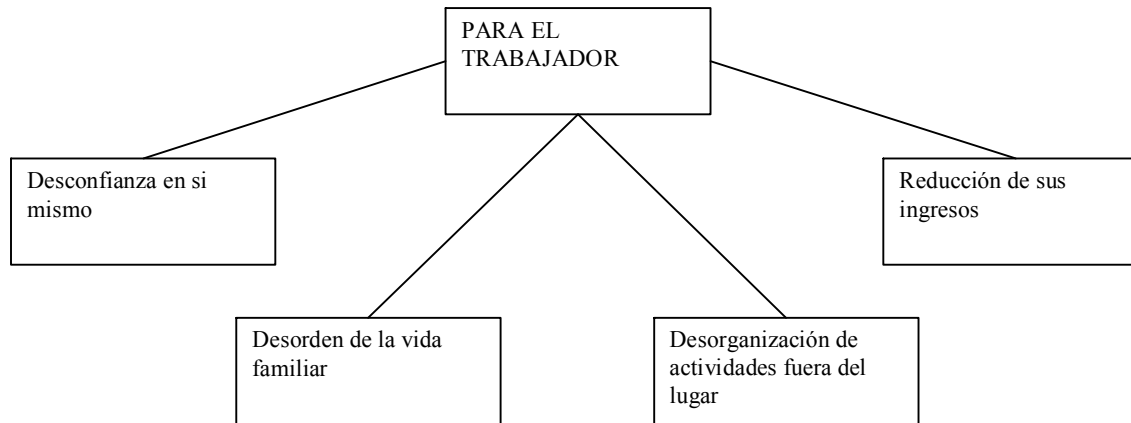 PARA EL
TRABAJADOR
Desconfianza en si
mismo
Reducción de sus
ingresos
Desorden de la vida
familiar
Desorganización de
actividades fuera del
lugar